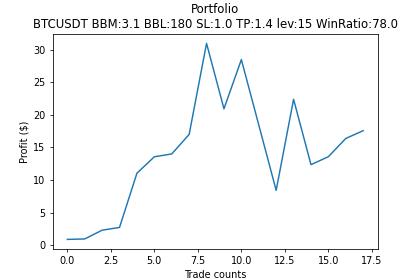 Portfolio
BTCUSDT BBM:3.1 BBL:180 SL:1.0 TP:1.4 lev:15 WinRatio:78.0
30
25
20
15
10
5
0
Profit ($)
0.0 2.5 5.0 7.5 10.0 12.5 15.0 17.5
Trade counts